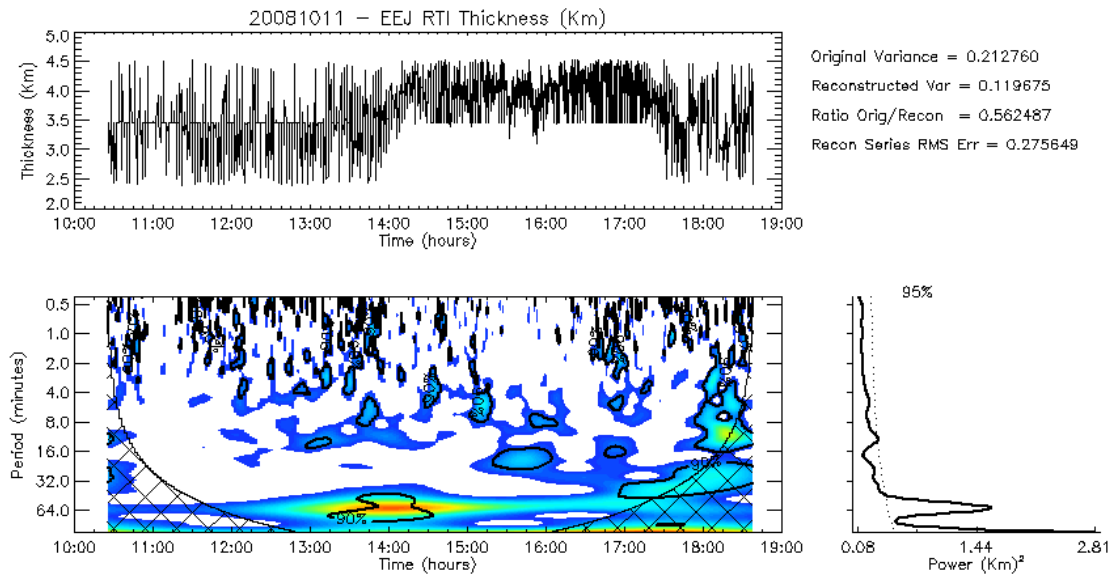 20081011 - EEJ RTI Thickness (Km)
Original Variance = 0.212760
Reconstructed Var = 0.119675
Ratio Orig/Recon = 0.562487
Recon Series RMS Err = 0.275649
Thickness (Km)
5.0
4.5
4.0
3.5
3.0
2.5
2.0
10:00 11:00 12:00 13:00 14:00 15:00 16:00 17:00 18:00 19:00
Time (hours)
Period (minutes)
0.5
1.0
2.0
4.0
8.0
16.0
32.0
64.0
90%
90%
10:00 11:00 12:00 13:00 14:00 15:00 16:00 17:00 18:00 19:00
Time (hours)
95%
0.08 1.44 2.81
Power (Km)²